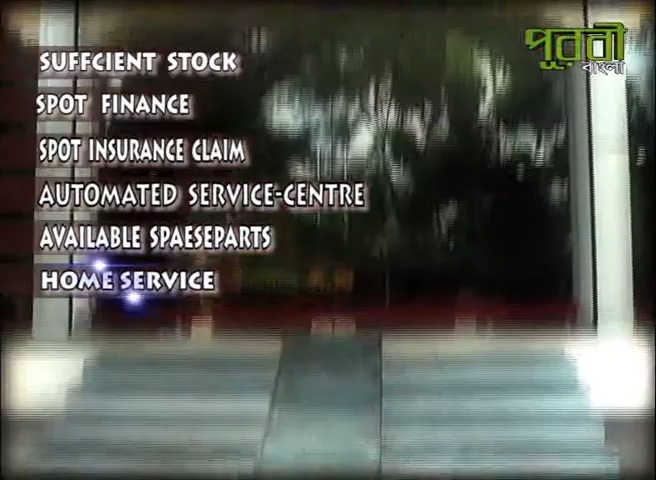 পূরবী
বাংলা
SUFFCIENT STOCK
SPOT FINANCE
SPOT INSURANCE CLAIM
AUTOMATED SERVICE-CENTRE
AVAILABLE SPAESEPARTS
HOME SERVICE